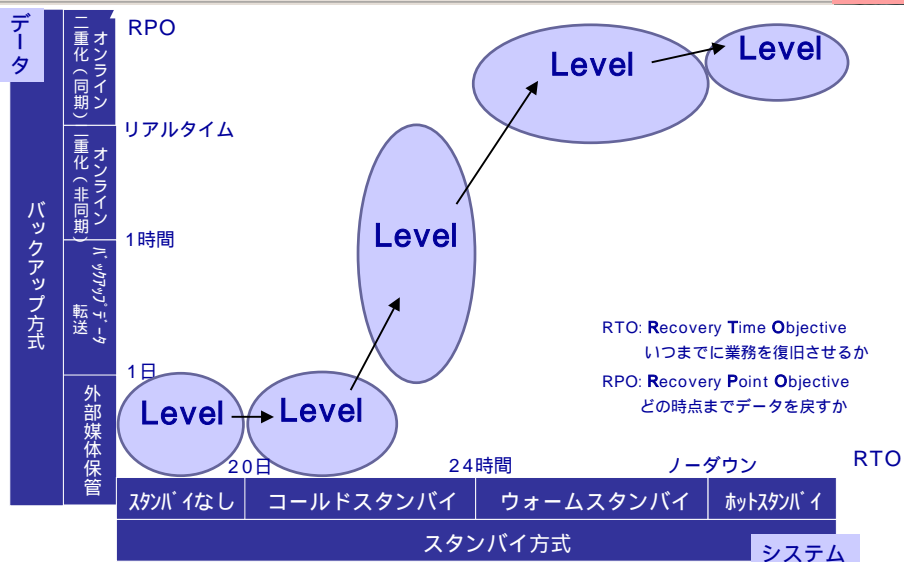 データ
RPO
オンライン
二重化(同期)
リアルタイム
オンライン
二重化(非同期)
1時間
バックアップデータ
転送
1日
外部媒体保管
バックアップ方式
Level
Level
Level
Level
Level
RTO: Recovery Time Objective
いつまでに業務を復旧させるか
RPO: Recovery Point Objective
どの時点までデータを戻すか
20日
24時間
ノーダウン
RTO
スタンバイなし
コールドスタンバイ
ウォームスタンバイ
ホットスタンバイ
スタンバイ方式
システム